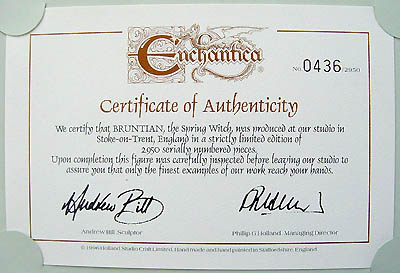 Enchantica®
No. 0436/2950
Certificate of Authenticity
We certify that BRUNTIAN, the Spring Witch, was produced at our studio in
Stoke-on-Trent, England in a strictly limited edition of
2950 serially numbered pieces.
Upon completion this figure was carefully inspected before leaving our studio to
assure you that only the finest examples of our work reach your hands.
Andrew Bill
Andrew Bill. Sculptor
Phillip G Holland. Managing Director
© 1996 Holland Studio Craft Limited. Hand made and hand painted in Staffordshire, England.